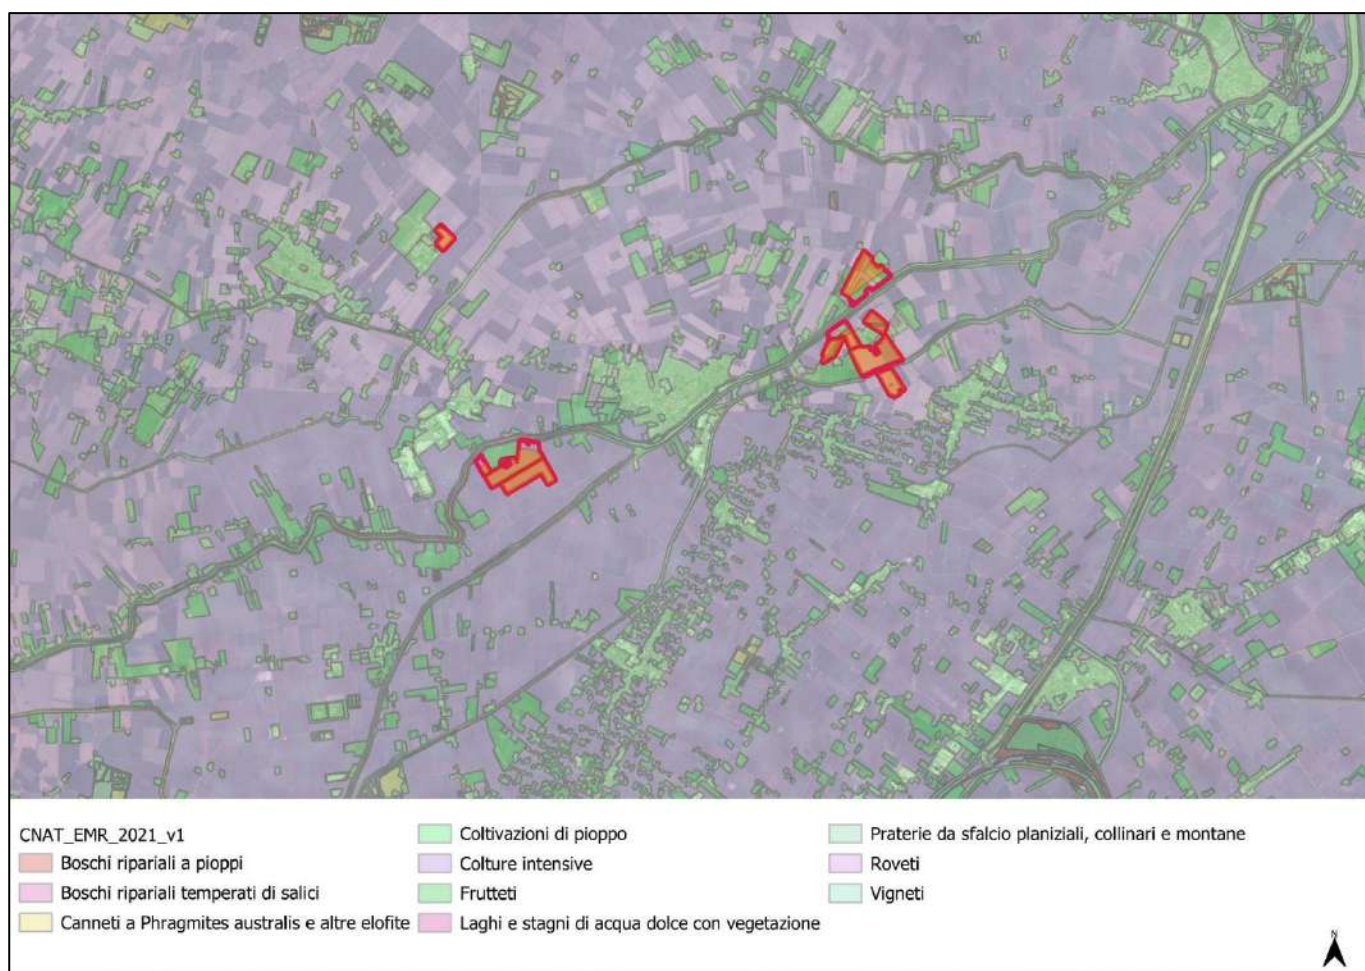 CNAT_EMR_2021_v1
Boschi ripariali a pioppi
Boschi ripariali temperati di salici
Canneti a Phragmites australis e altre elofite
Coltivazioni di pioppo
Colture intensive
Frutteti
Laghi e stagni di acqua dolce con vegetazione
Praterie da sfalcio planiziali, collinari e montane
Roveti
Vigneti
N